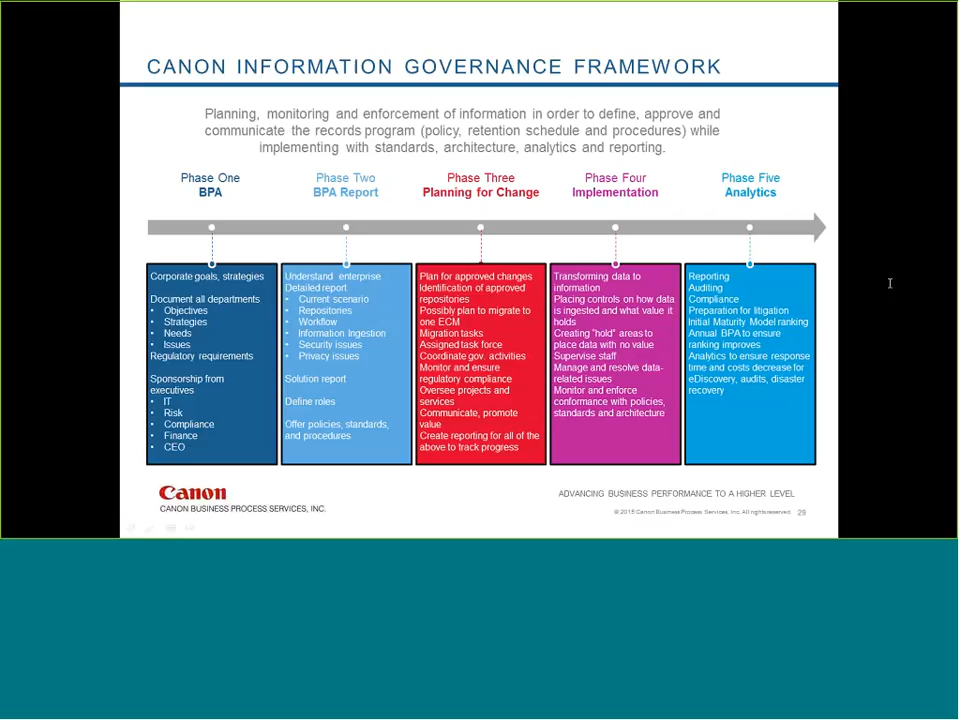 CANON INFORMATION GOVERNANCE FRAMEWORK
Planning, monitoring and enforcement of information in order to define, approve and
communicate the records program (policy, retention schedule and procedures) while
implementing with standards, architecture, analytics and reporting.
Phase One
BPA
Phase Two
BPA Report
Phase Three
Planning for Change
Phase Four
Implementation
Phase Five
Analytics
Corporate goals, strategies
Document all departments
• Objectives
• Strategies
• Needs
• Issues
Regulatory requirements
Sponsorship from
executives
• IT
• Risk
• Compliance
• Finance
• CEO
Understand enterprise
Detailed report
• Current scenario
• Repositories
• Workflow
• Information Ingestion
• Security issues
• Privacy issues
Solution report
Define roles
Offer policies, standards,
and procedures
Plan for approved changes
Identification of approved
repositories
Possibly plan to migrate to
one ECM
Migration tasks
Assigned task force
Coordinate gov. activities
Monitor and ensure
regulatory compliance
Oversee projects and
services
Communicate, promote
value
Create reporting for all of the
above to track progress
Transforming data to
information
Placing controls on how data
is ingested and what value it
holds
Creating "hold" areas to
place data with no value
Supervise staff
Manage and resolve data-
related issues
Monitor and enforce
conformance with policies,
standards and architecture
Reporting
Auditing
Compliance
Preparation for litigation
Initial Maturity Model ranking
Annual BPA to ensure
ranking improves
Analytics to ensure response
time and costs decrease for
eDiscovery, audits, disaster
recovery
Canon
CANON BUSINESS PROCESS SERVICES, INC.
ADVANCING BUSINESS PERFORMANCE TO A HIGHER LEVEL
© 2015 Canon Business Process Services, Inc. All rights reserved. 29